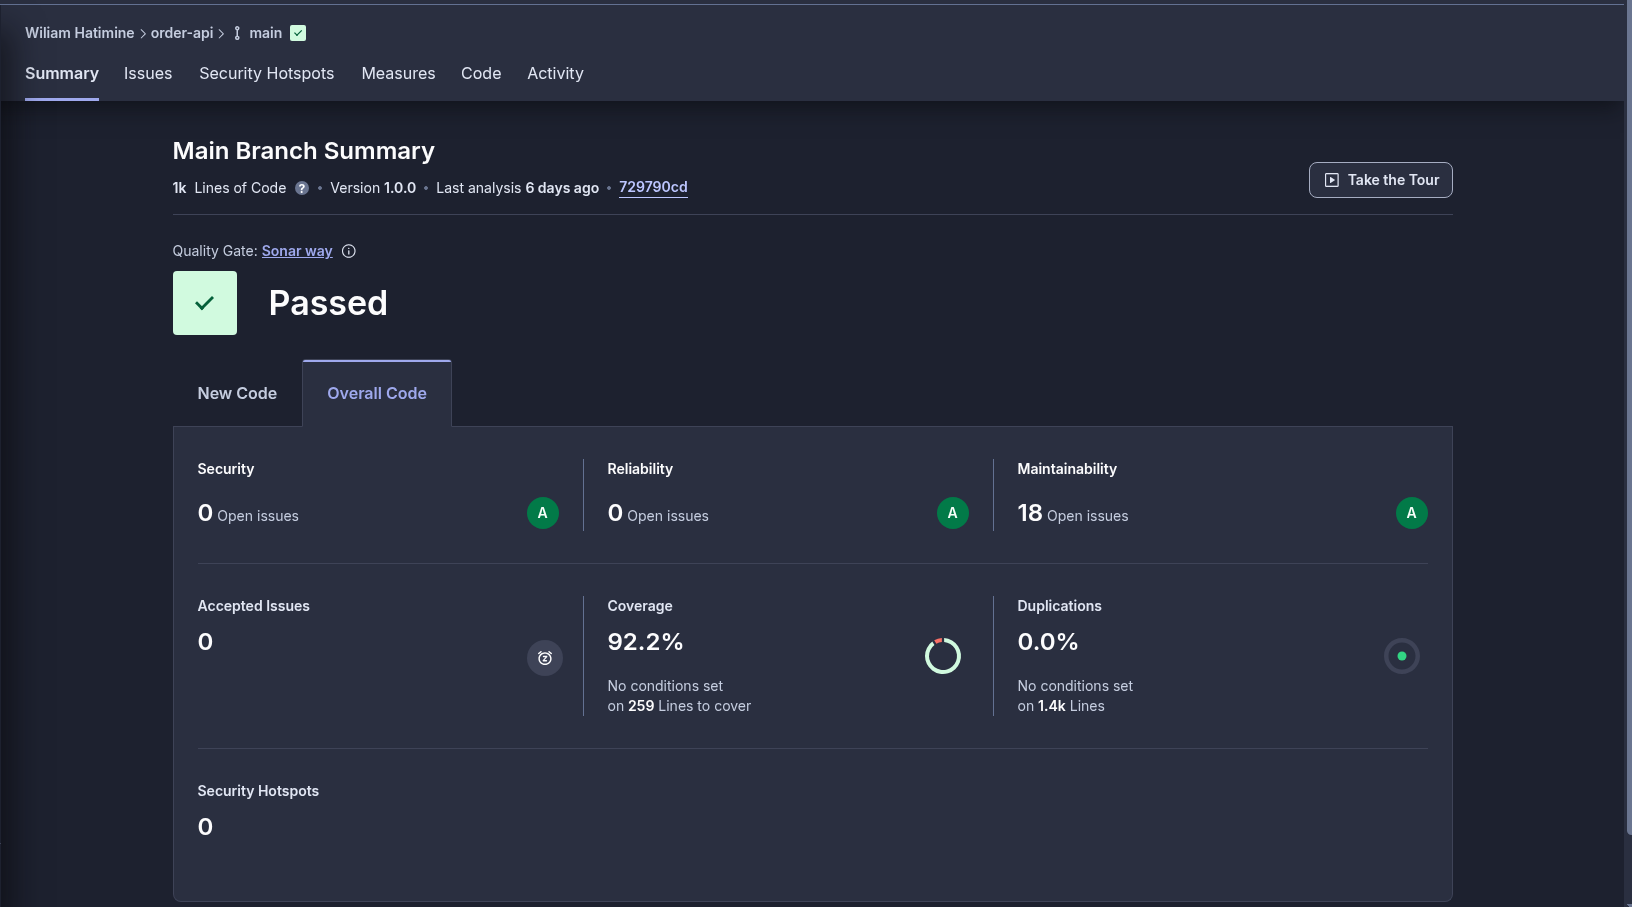 Wiliam Hatimine > order-api > main
Summary Issues Security Hotspots Measures Code Activity
Main Branch Summary
1k Lines of Code ? • Version 1.0.0 • Last analysis 6 days ago • 729790cd
Take the Tour
Quality Gate: Sonar way
Passed
New Code Overall Code
Security
0 Open issues A
Reliability
0 Open issues A
Maintainability
18 Open issues A
Accepted Issues
0
Coverage
92.2%
No conditions set
on 259 Lines to cover
Duplications
0.0%
No conditions set
on 1.4k Lines
Security Hotspots
0